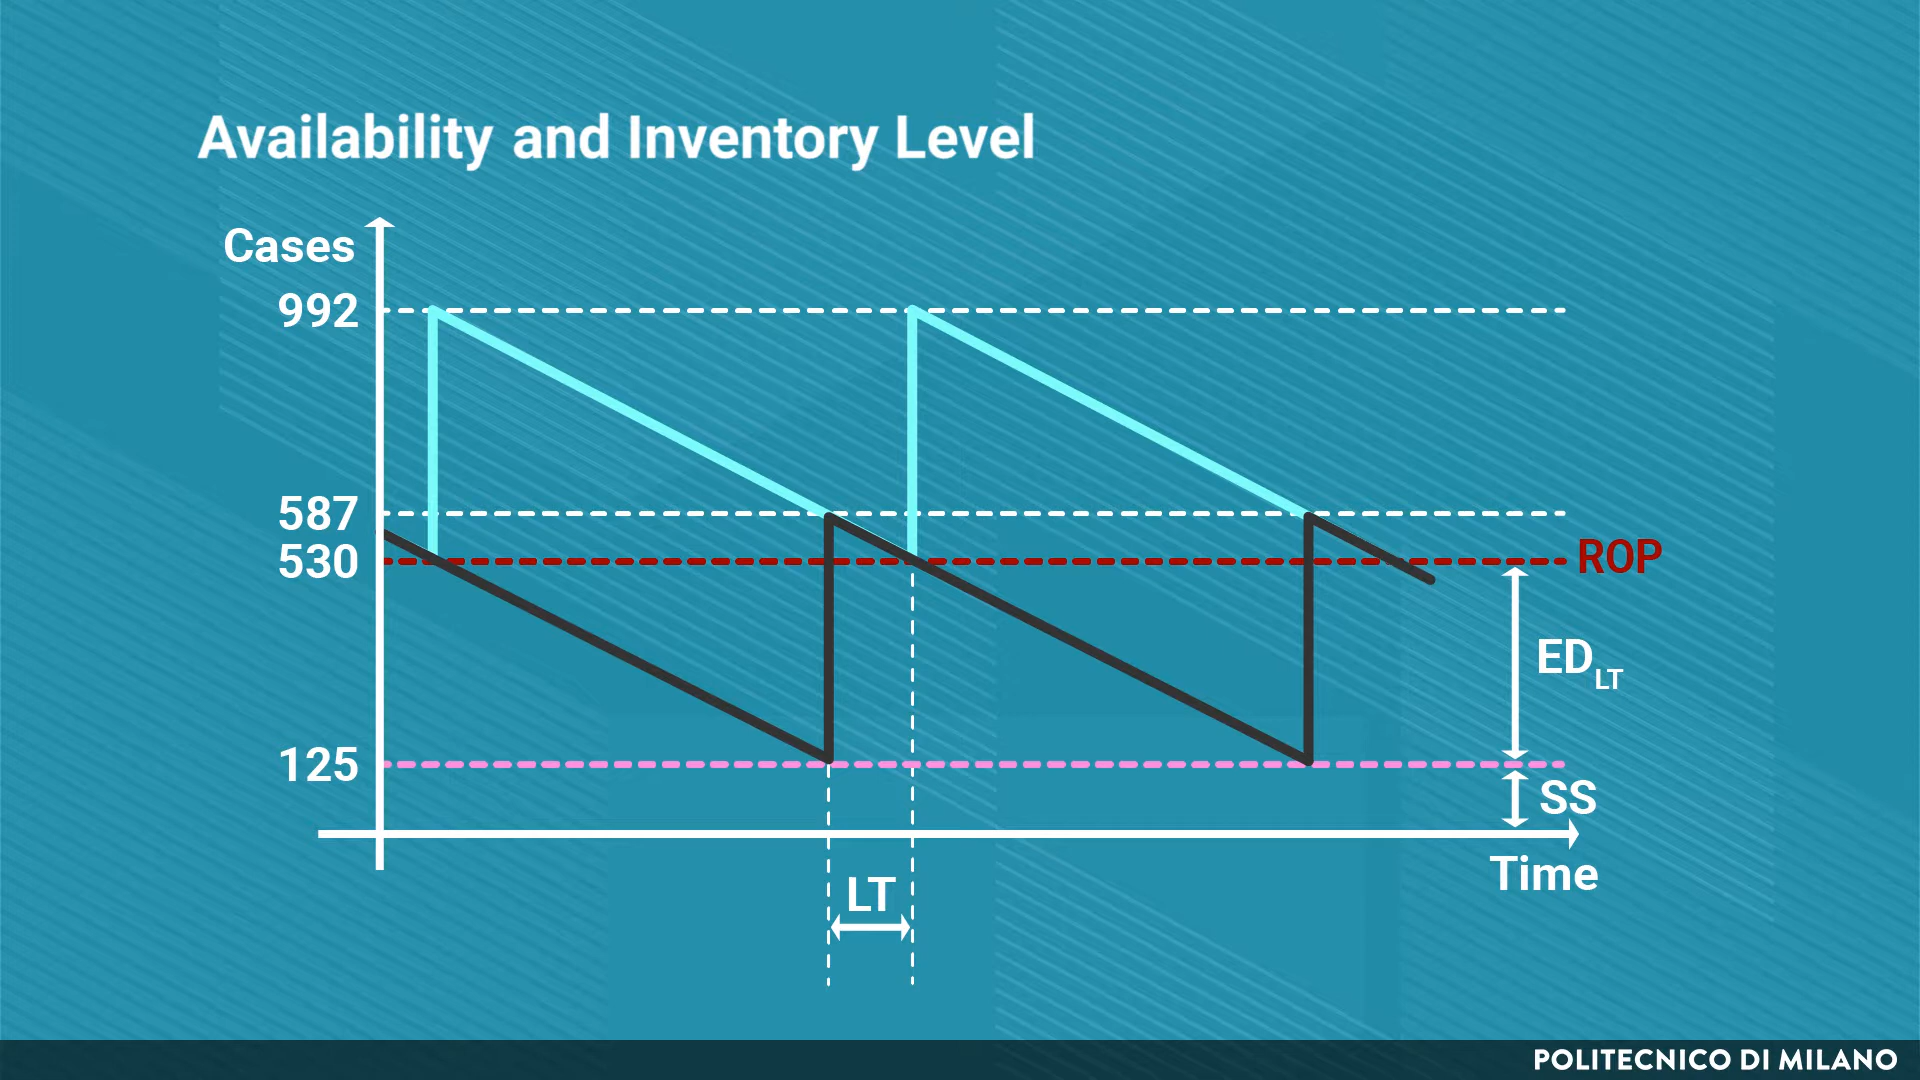 Availability and Inventory Level
Cases
992
587
530
ROP
ED LT
125
SS
Time
LT
POLITECNICO DI MILANO